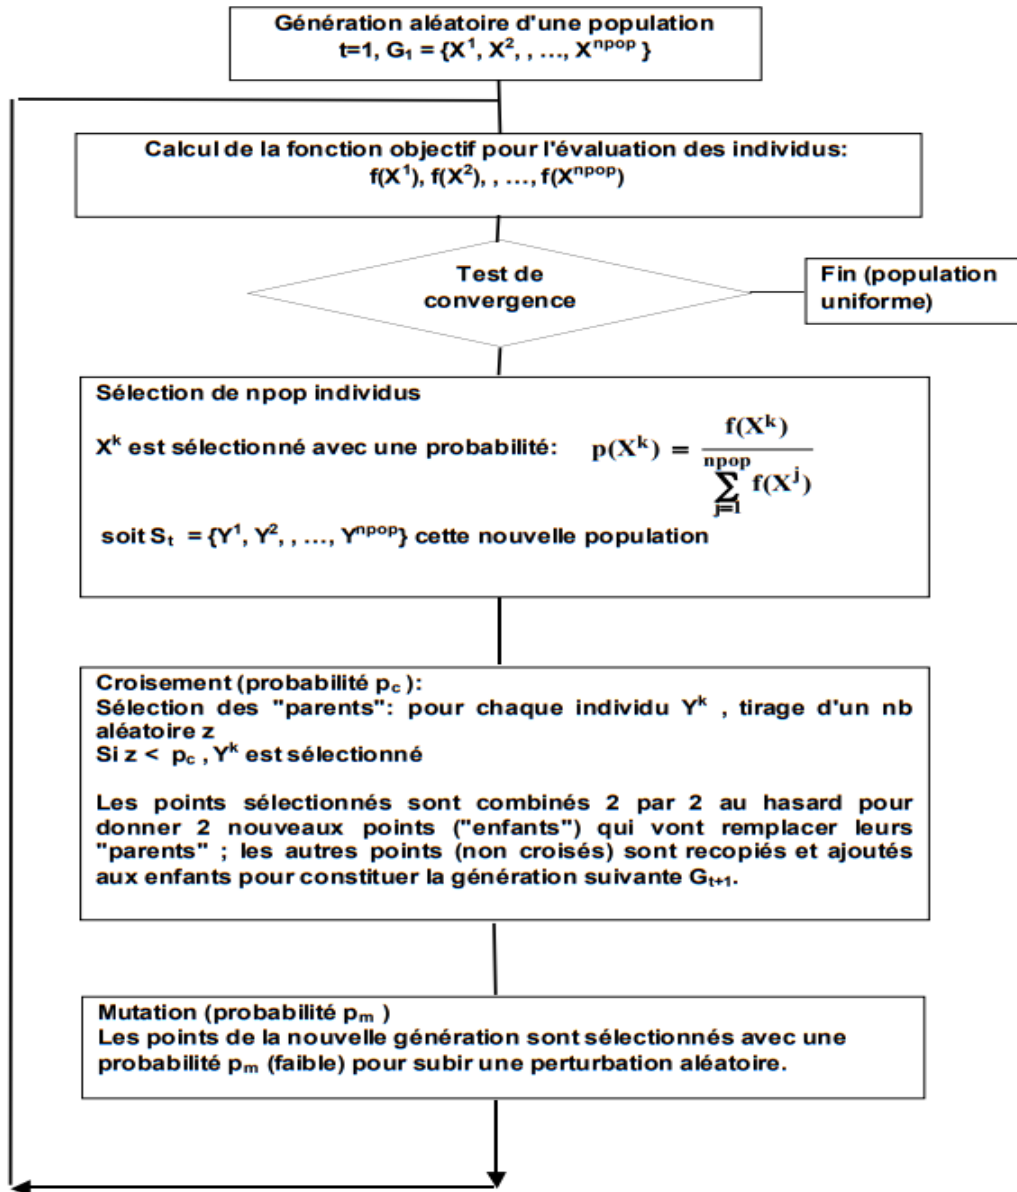 Génération aléatoire d'une population
t=1, G₁ = {X¹, X², , ..., Xⁿᵖᵒᵖ }
Calcul de la fonction objectif pour l'évaluation des individus:
f(X¹), f(X²), , ..., f(Xⁿᵖᵒᵖ)
Test de
convergence
Fin (population
uniforme)
Sélection de npop individus
Xᵏ est sélectionné avec une probabilité: p(Xᵏ) = f(Xᵏ) / npop ∑ j=1 f(Xʲ)
soit Sₜ = {Y¹, Y², , ..., Yⁿᵖᵒᵖ} cette nouvelle population
Croisement (probabilité p_c ):
Sélection des "parents": pour chaque individu Yᵏ , tirage d'un nb
aléatoire z
Si z < p_c , Yᵏ est sélectionné
Les points sélectionnés sont combinés 2 par 2 au hasard pour
donner 2 nouveaux points ("enfants") qui vont remplacer leurs
"parents" ; les autres points (non croisés) sont recopiés et ajoutés
aux enfants pour constituer la génération suivante Gₜ₊₁.
Mutation (probabilité pₘ )
Les points de la nouvelle génération sont sélectionnés avec une
probabilité pₘ (faible) pour subir une perturbation aléatoire.